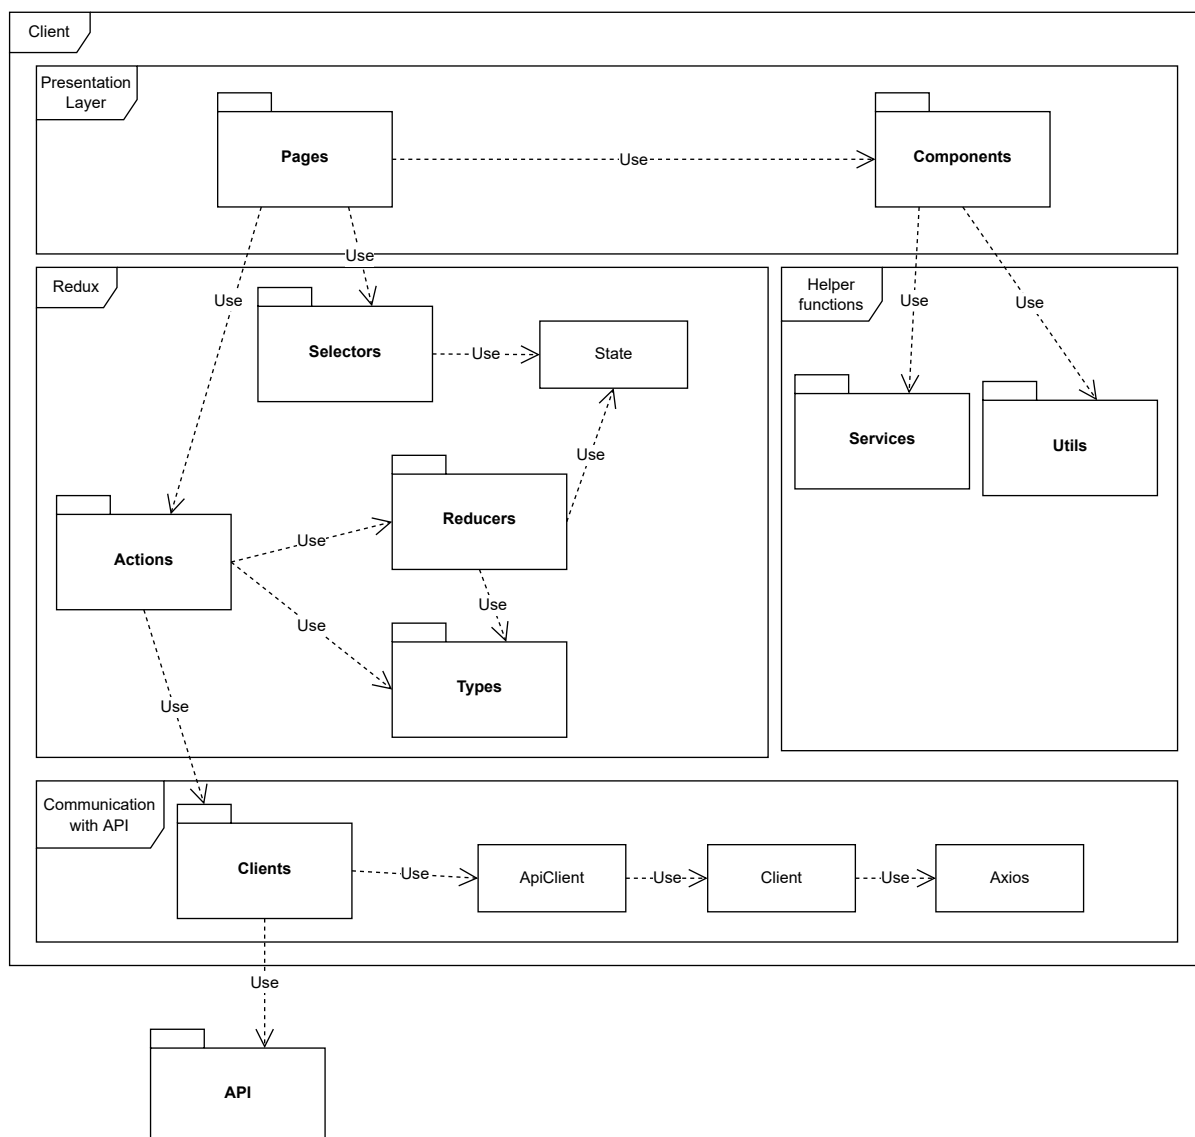 Client
Presentation
Layer
Pages
Use
Components
Use
Use
Use
Use
Redux
Selectors
Use
State
Helper
functions
Services
Utils
Use
Reducers
Actions
Use
Use
Use
Types
Use
Communication
with API
Clients
Use
ApiClient
Use
Client
Use
Axios
Use
API